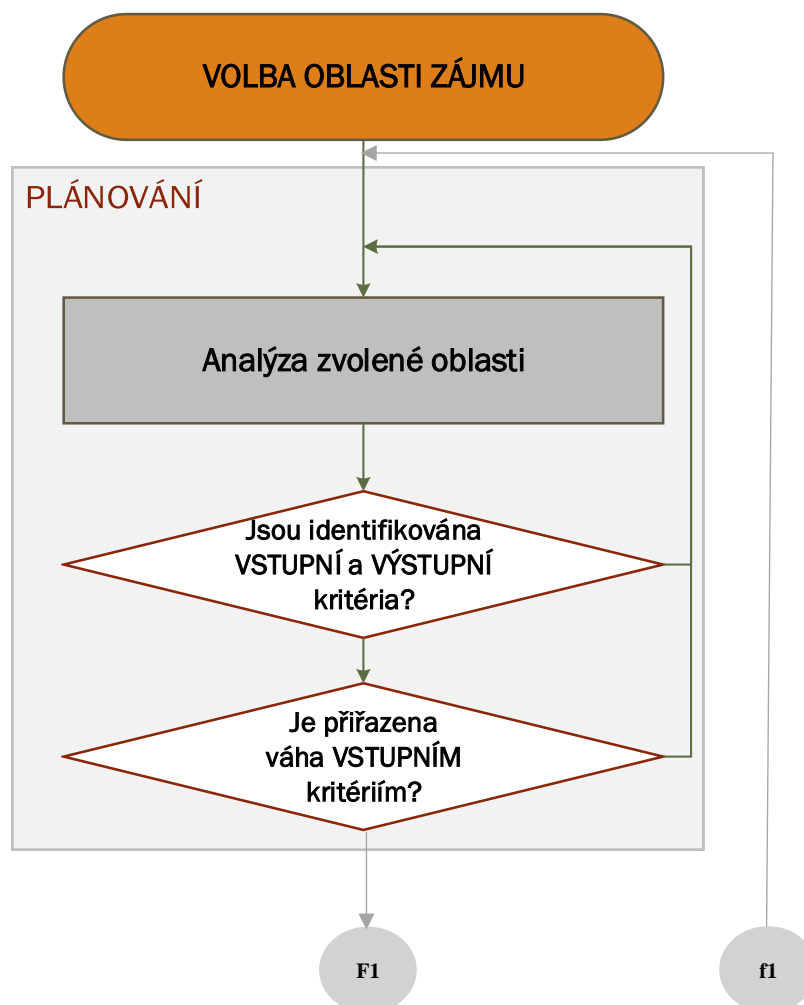 VOLBA OBLASTI ZÁJMU
PLÁNOVÁNÍ
Analýza zvolené oblasti
Jsou identifikována
VSTUPNÍ a VÝSTUPNÍ
kritéria?
Je přiřazena
váha VSTUPNÍM
kritériím?
F1
f1